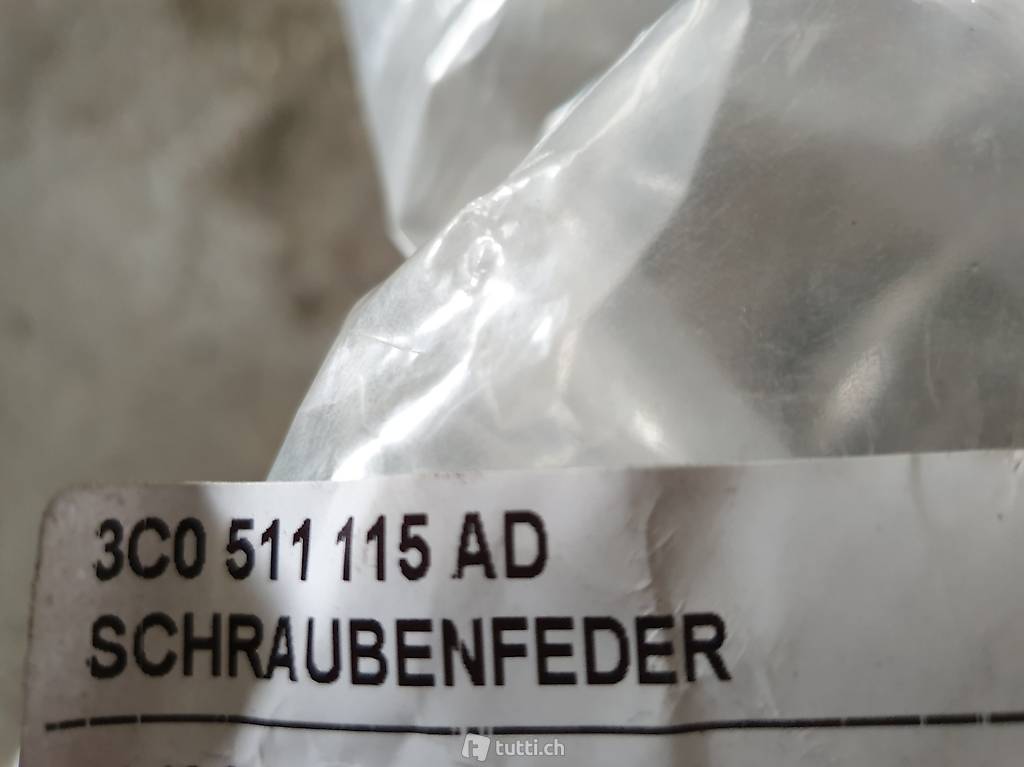 3C0 511 115 AD
SCHRAUBENFEDER
tutti.ch